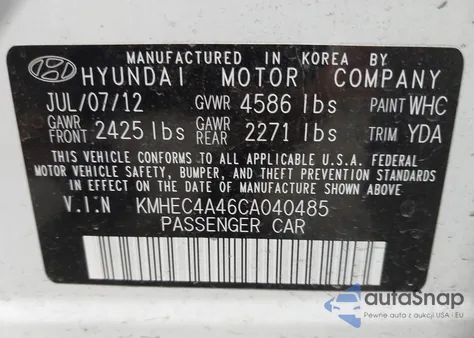 MANUFACTURED IN KOREA BY
HYUNDAI MOTOR COMPANY
JUL/07/12 GVWR 4586 lbs PAINT WHC
GAWR FRONT 2425 lbs GAWR REAR 2271 lbs TRIM YDA
THIS VEHICLE CONFORMS TO ALL APPLICABLE U.S.A. FEDERAL-
MOTOR VEHICLE SAFETY, BUMPER, AND THEFT PREVENTION
STANDARDS IN EFFECT ON THE DATE OF MANUFACTURE
SHOWN ABOVE.
V.I.N KMHEC4A46CA040485
PASSENGER CAR
autaSnap
Pewne auta z aukcji USA i EU